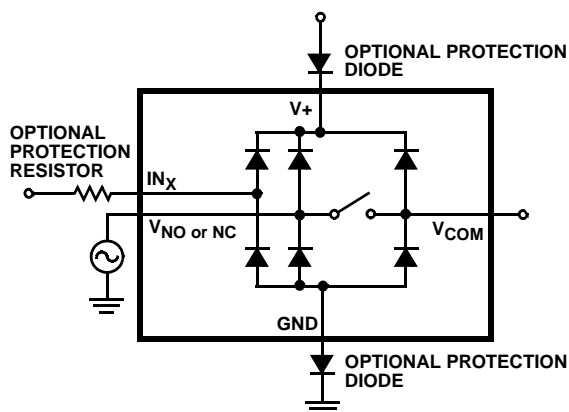 OPTIONAL PROTECTION
DIODE
V+
OPTIONAL
PROTECTION
RESISTOR
INX
VNO or NC
VCOM
GND
OPTIONAL PROTECTION
DIODE